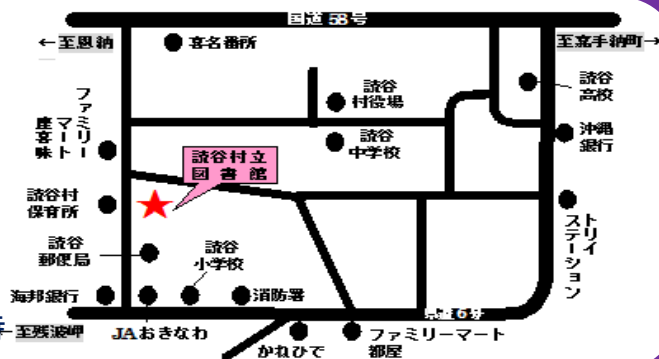 国道 58号
←至恩納
喜名番所
至嘉手納町→
読谷
村役場
読谷
高校
ファミリー
マート
座喜味
読谷
中学校
沖縄
銀行
読谷村立
図書館
読谷村
保育所
トリイ
ステーション
読谷
郵便局
読谷
小学校
海邦銀行
消防署
県道6号
←至残波岬
JAおきなわ
かねひで
ファミリーマート
都屋